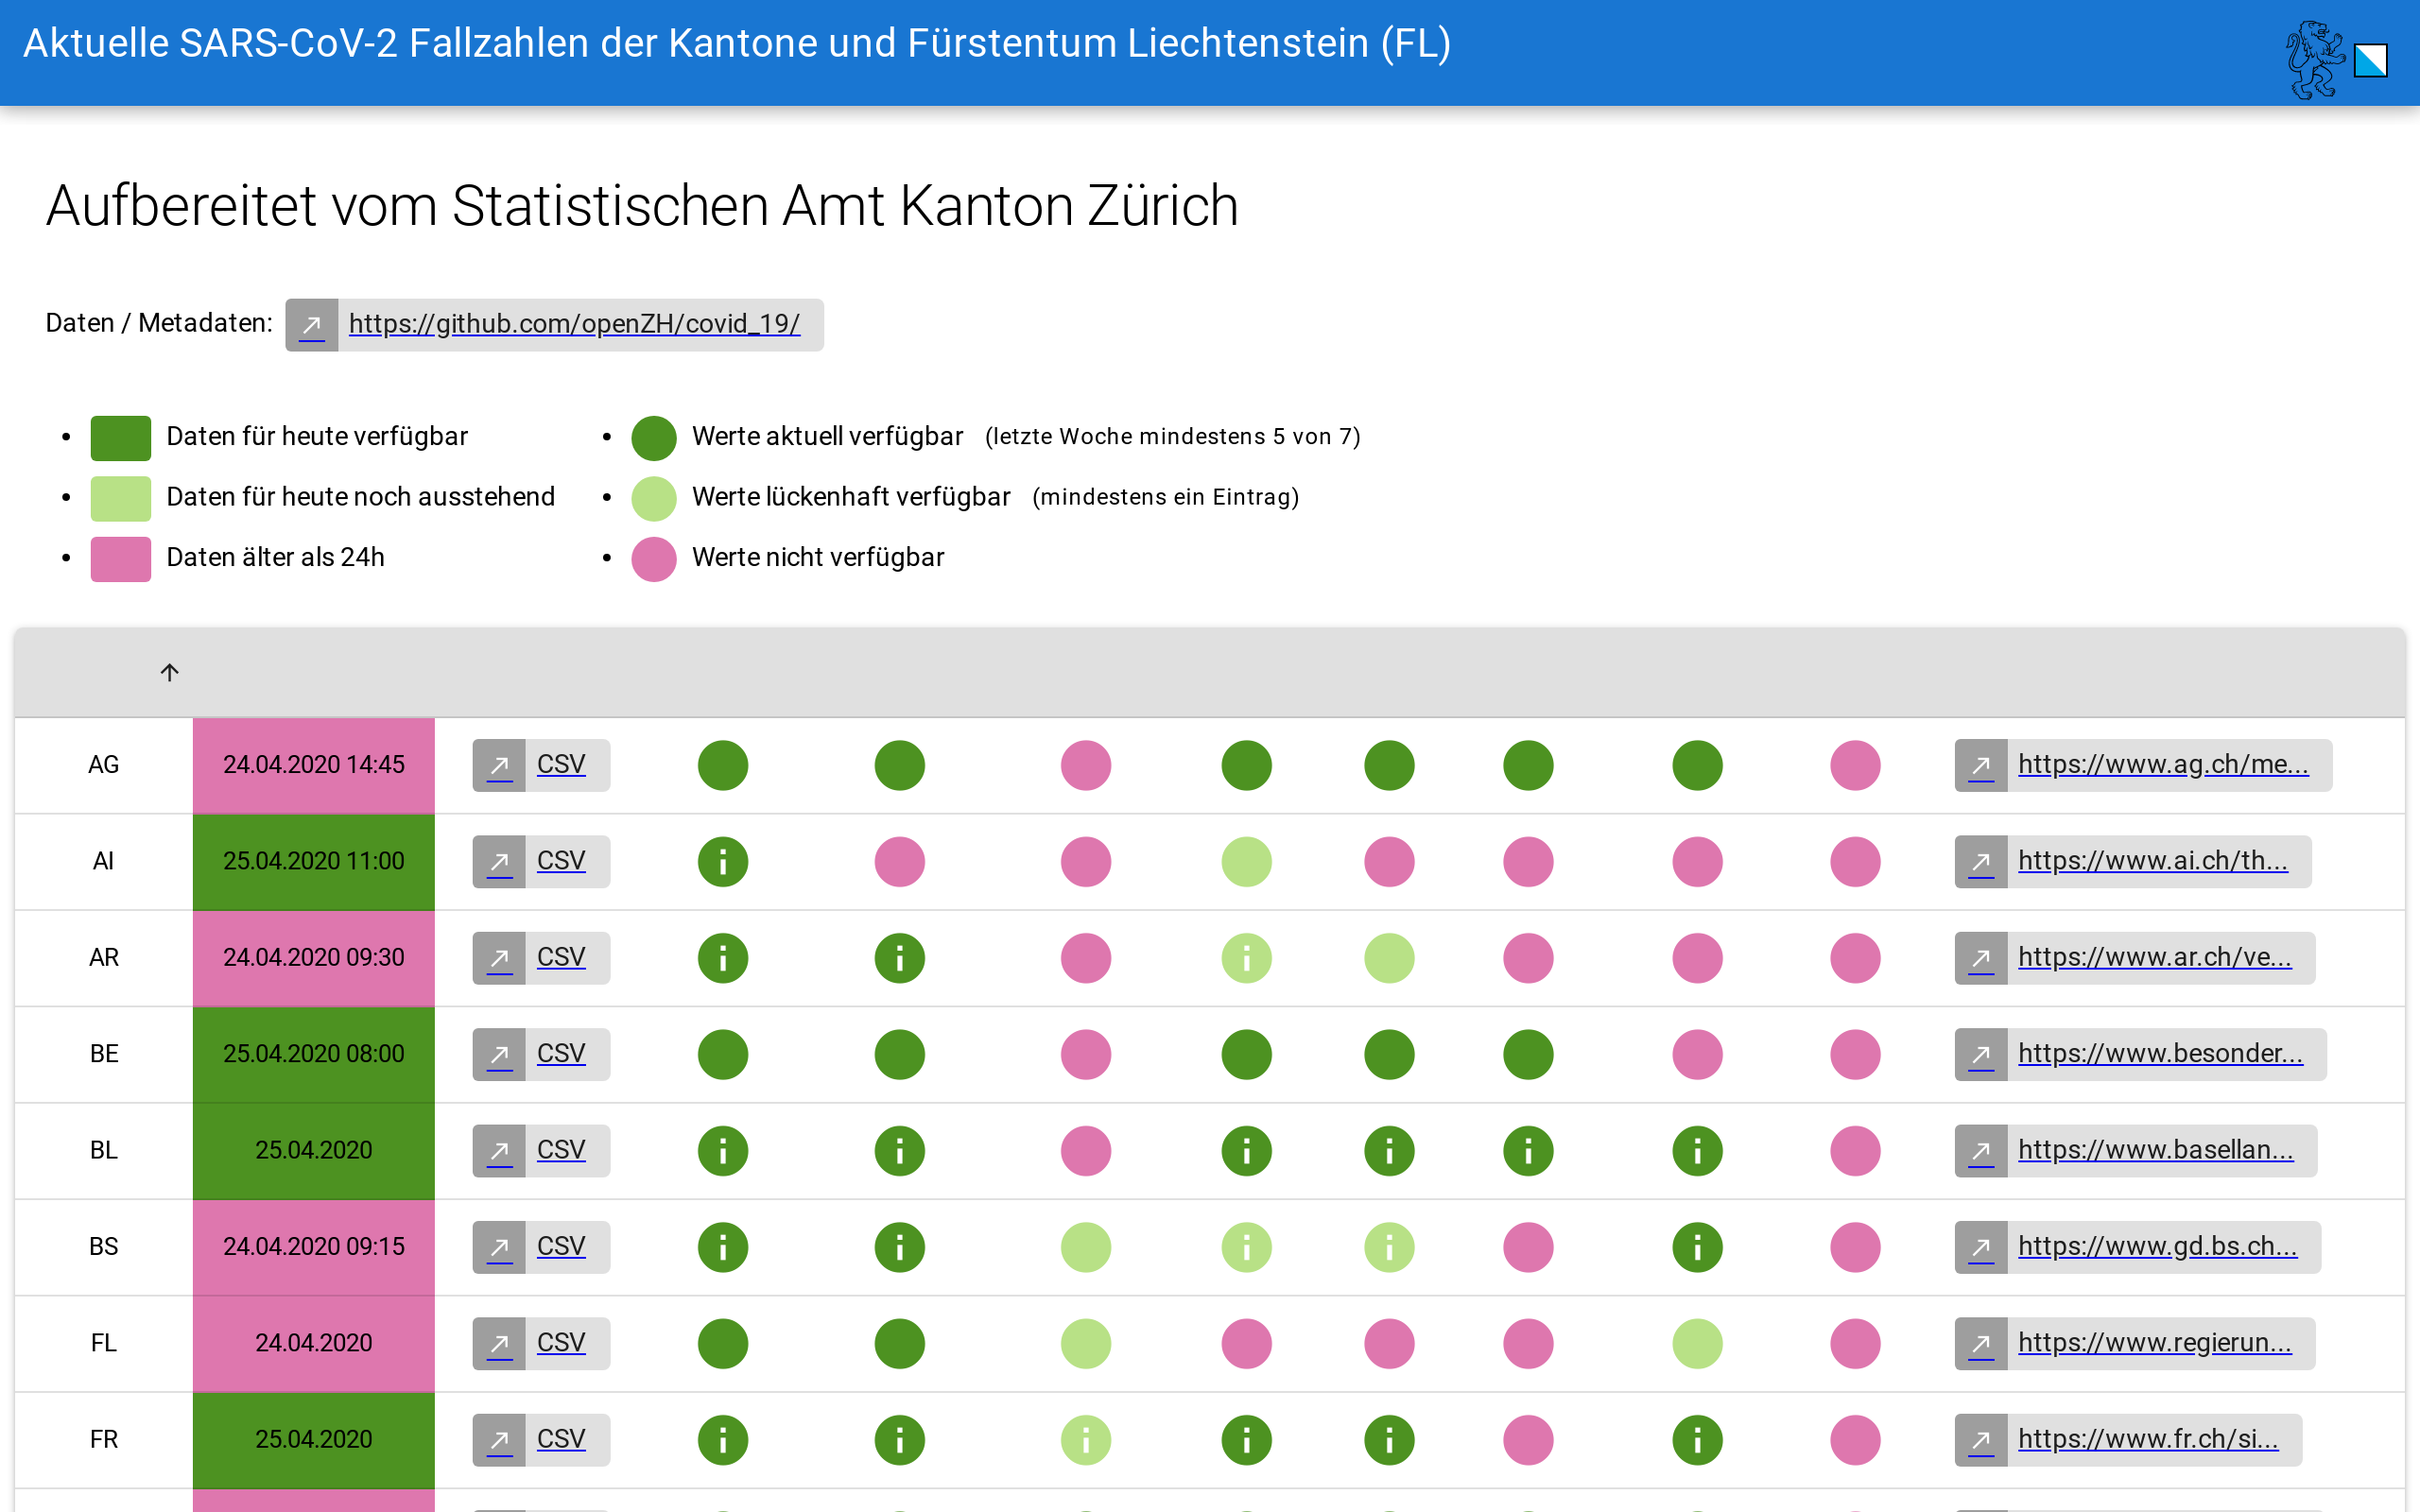 Aktuelle SARS-CoV-2 Fallzahlen der Kantone und Fürstentum Liechtenstein (FL)
Aufbereitet vom Statistischen Amt Kanton Zürich
Daten / Metadaten: https://github.com/openZH/covid_19/
Daten für heute verfügbar
Daten für heute noch ausstehend
Daten älter als 24h
Werte aktuell verfügbar (letzte Woche mindestens 5 von 7)
Werte lückenhaft verfügbar (mindestens ein Eintrag)
Werte nicht verfügbar
AG 24.04.2020 14:45 CSV https://www.ag.ch/me...
AI 25.04.2020 11:00 CSV https://www.ai.ch/th...
AR 24.04.2020 09:30 CSV https://www.ar.ch/ve...
BE 25.04.2020 08:00 CSV https://www.besonder...
BL 25.04.2020 CSV https://www.basellan...
BS 24.04.2020 09:15 CSV https://www.gd.bs.ch...
FL 24.04.2020 CSV https://www.regierun...
FR 25.04.2020 CSV https://www.fr.ch/si...